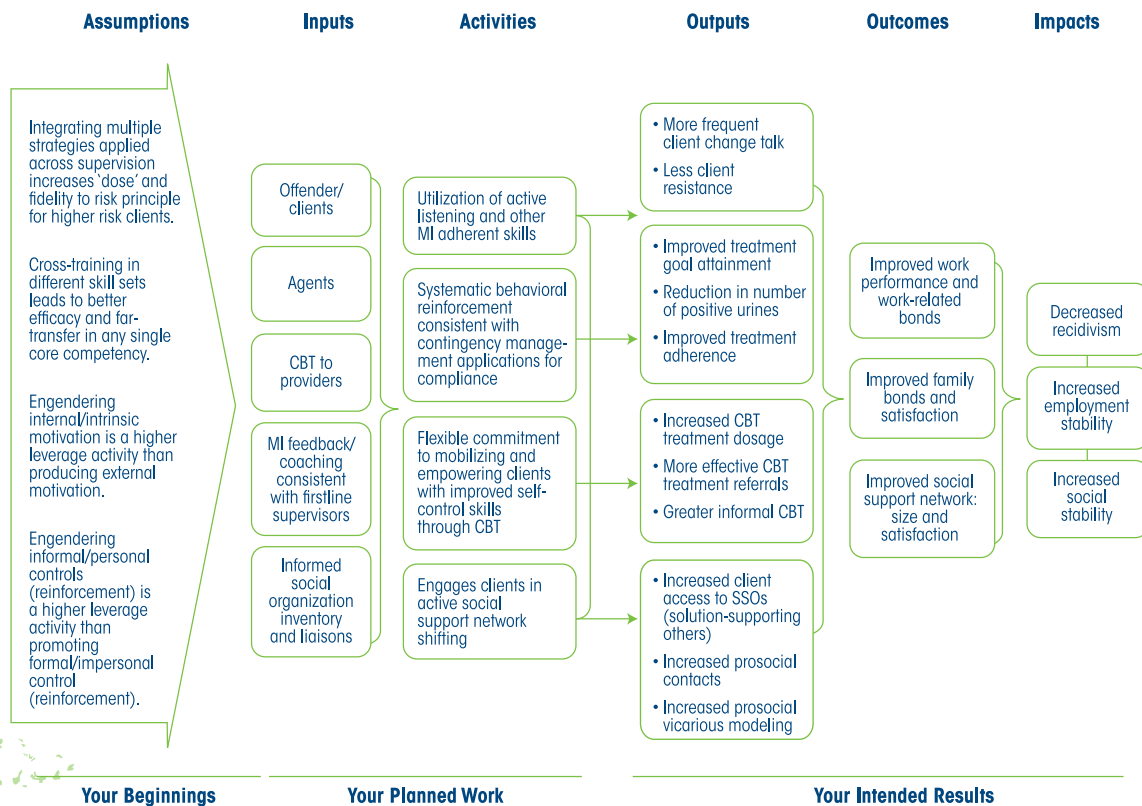 Assumptions
Inputs
Activities
Outputs
Outcomes
Impacts
Integrating multiple
strategies applied
across supervision
increases ‘dose’ and
fidelity to risk principle
for higher risk clients.
Cross-training in
different skill sets
leads to better
efficacy and far-
transfer in any single
core competency.
Engendering
internal/intrinsic
motivation is a higher
leverage activity than
producing external
motivation.
Engendering
informal/personal
controls
(reinforcement) is
a higher leverage
activity than
promoting
formal/impersonal
control
(reinforcement).
Offender/
clients
Agents
CBT to
providers
MI feedback/
coaching
consistent
with firstline
supervisors
Informed
social
organization
inventory
and liaisons
Utilization of active
listening and other
MI adherent skills
Systematic behavioral
reinforcement
consistent with
contingency manage-
ment applications for
compliance
Flexible commitment
to mobilizing and
empowering clients
with improved self-
control skills
through CBT
Engages clients in
active social
support network
shifting
• More frequent
client change talk
• Less client
resistance
• Improved treatment
goal attainment
• Reduction in number
of positive urines
• Improved treatment
adherence
• Increased CBT
treatment dosage
• More effective CBT
treatment referrals
• Greater informal CBT
• Increased client
access to SSOs
(solution-supporting
others)
• Increased prosocial
contacts
• Increased prosocial
vicarious modeling
Improved work
performance and
work-related
bonds
Improved family
bonds and
satisfaction
Improved social
support network:
size and
satisfaction
Decreased
recidivism
Increased
employment
stability
Increased
social
stability
Your Beginnings
Your Planned Work
Your Intended Results